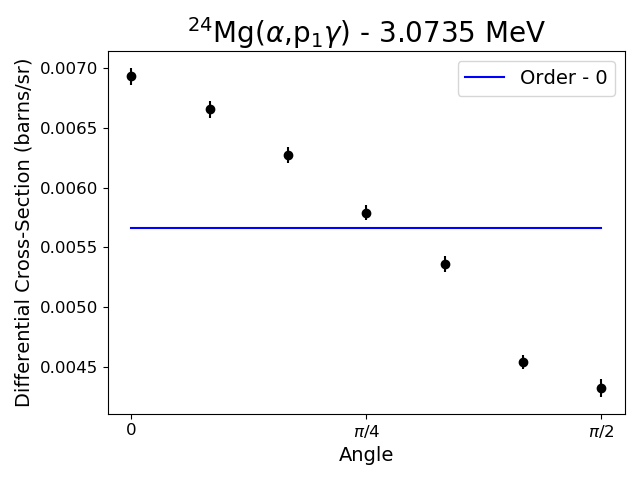 ²⁴Mg(α,p₁γ) - 3.0735 MeV
Order - 0
Differential Cross-Section (barns/sr)
0.0070
0.0065
0.0060
0.0055
0.0050
0.0045
0
π/4
π/2
Angle